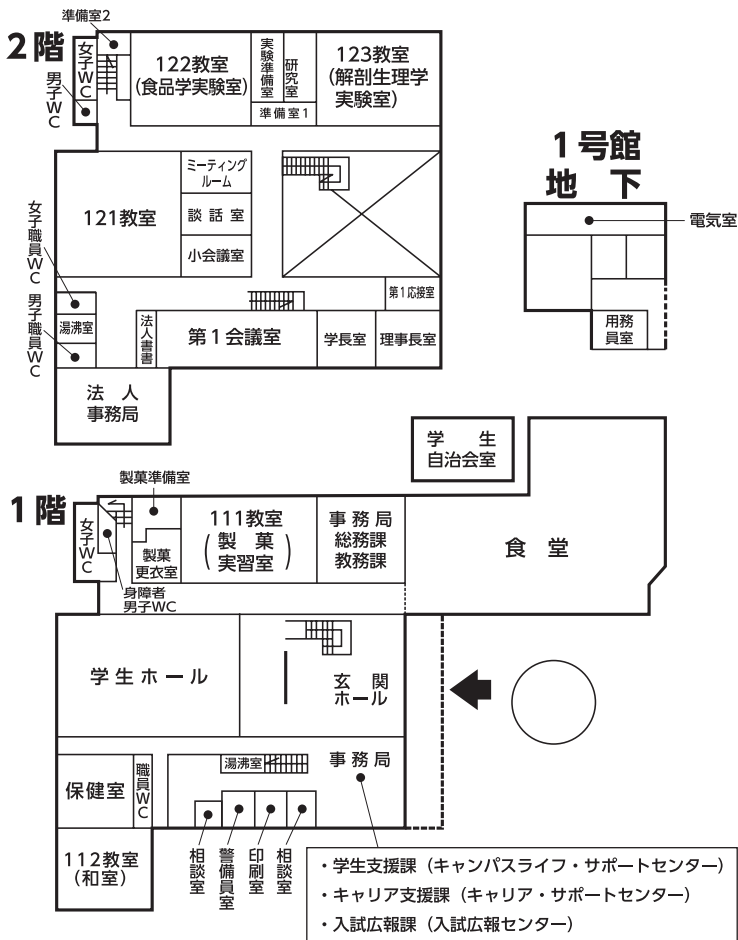 準備室2
2階
女子WC
男子WC
122教室
(食品学実験室)
実験準備室
研究室
準備室1
123教室
(解剖生理学
実験室)
1号館
地　下
電気室
用務
員室
121教室
ミーティング
ルーム
談 話 室
小会議室
女子職員WC
湯沸室
男子職員WC
第1応接室
法人書書
第1会議室
学長室
理事長室
法　人
事務局
学　　生
自治会室
1階
製菓準備室
女子WC
製菓
更衣室
身障者
男子WC
111教室
(製　菓
実習室)
事 務 局
総務課
教務課
食　堂
学生ホール
玄　関
ホール
保健室
職員WC
湯沸室
事 務 局
112教室
(和室)
相談室
警備員室
印刷室
相談室
・学生支援課（キャンパスライフ・サポートセンター）
・キャリア支援課（キャリア・サポートセンター）
・入試広報課（入試広報センター）